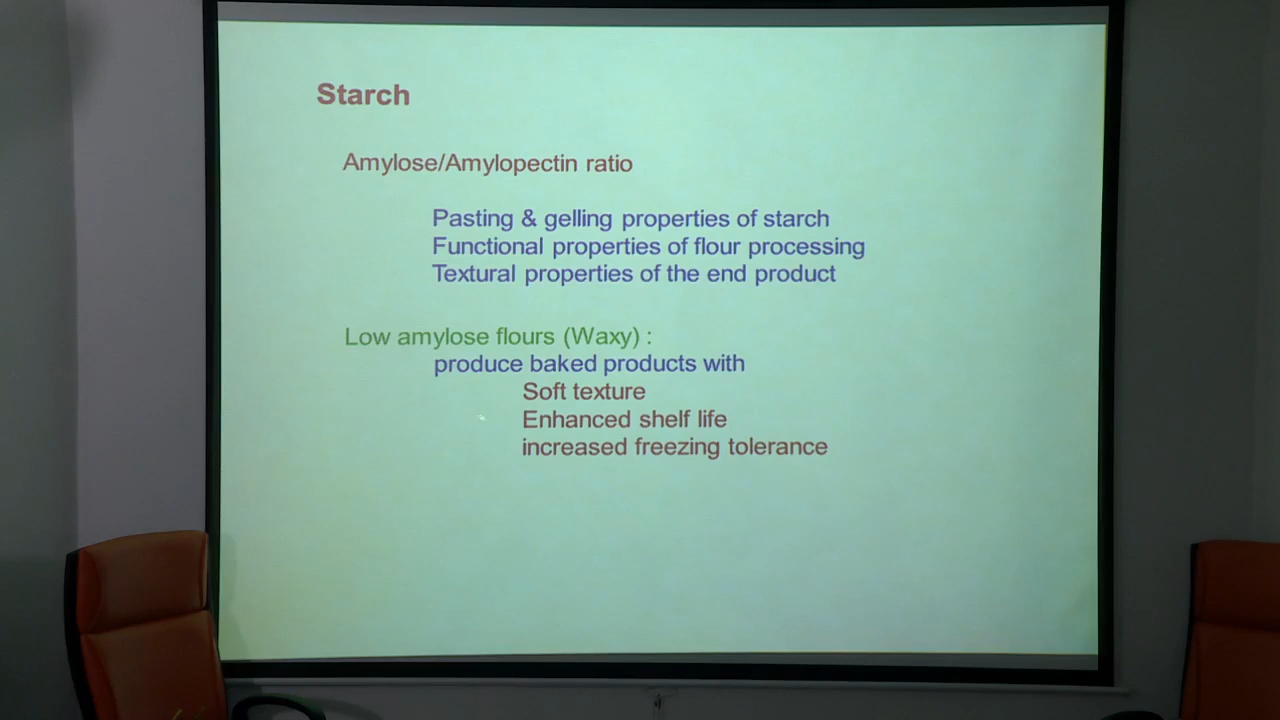 Starch
Amylose/Amylopectin ratio
Pasting & gelling properties of starch
Functional properties of flour processing
Textural properties of the end product
Low amylose flours (Waxy) :
produce baked products with
Soft texture
Enhanced shelf life
increased freezing tolerance